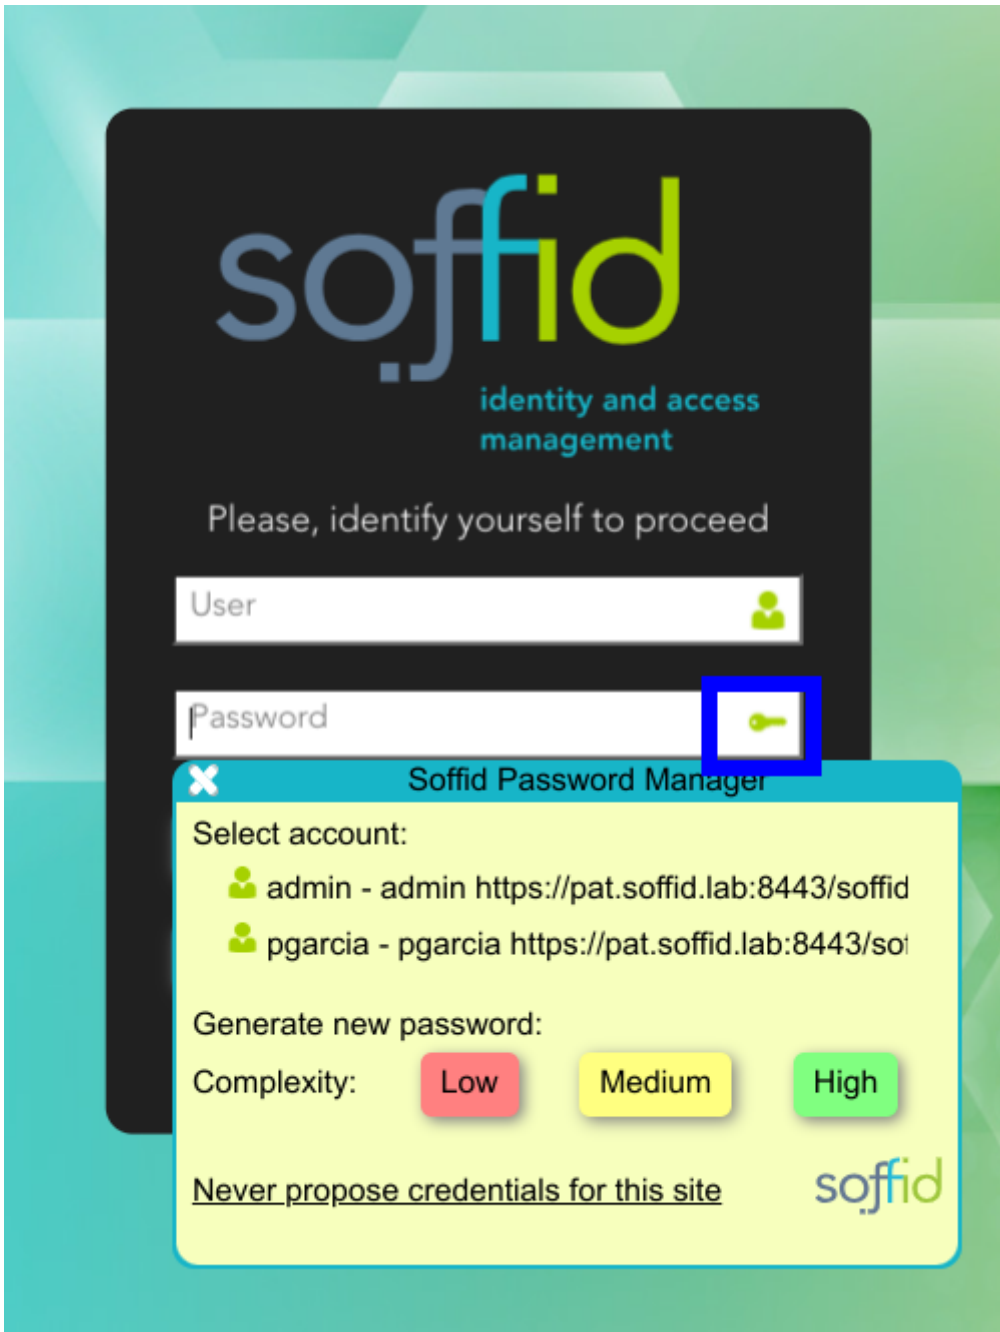 soffid
identity and access
management
Please, identify yourself to proceed
User
Password
Soffid Password Manager
Select account:
admin - admin https://pat.soffid.lab:8443/soffid
pgarcia - pgarcia https://pat.soffid.lab:8443/sof
Generate new password:
Complexity: Low Medium High
Never propose credentials for this site
soffid